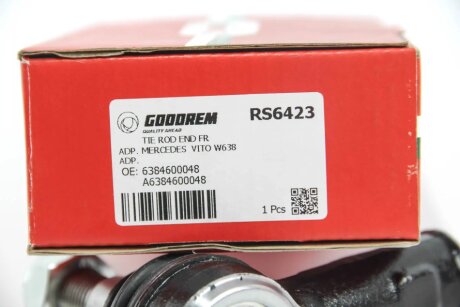 GOODREM
QUALITY AHEAD
RS6423
TIE ROD END FR.
ADP. MERCEDES VITO W638
ADP.
OE: 6384600048
A6384600048
1 Pcs